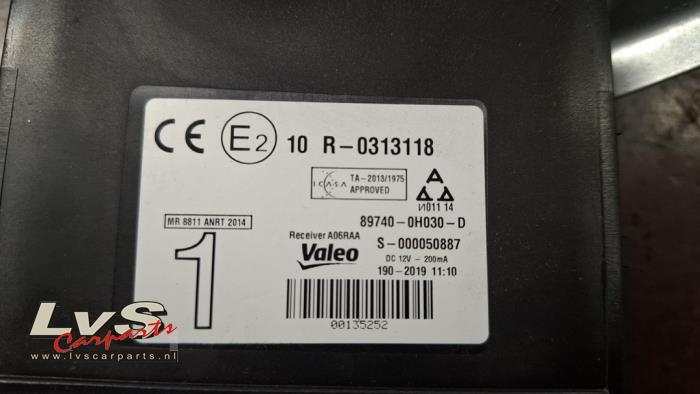 CE E2 10 R-0313118
ICASA TA-2013/1975 APPROVED
И011 14
MR 8811 ANRT 2014
89740-0H030-D
1
Receiver A06RAA
S-000050887
Valeo
DC 12V - 200mA
190-2019 11:10
00135252
LvS
Carparts
www.lvscarparts.nl